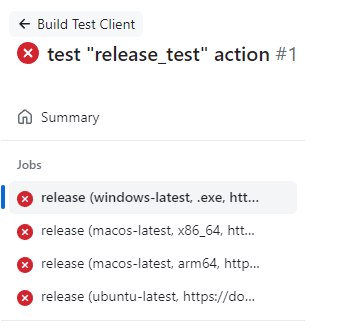 Build Test Client
test "release_test" action #1
Summary
Jobs
release (windows-latest, .exe, htt...
release (macos-latest, x86_64, htt...
release (macos-latest, arm64, http...
release (ubuntu-latest, https://do...